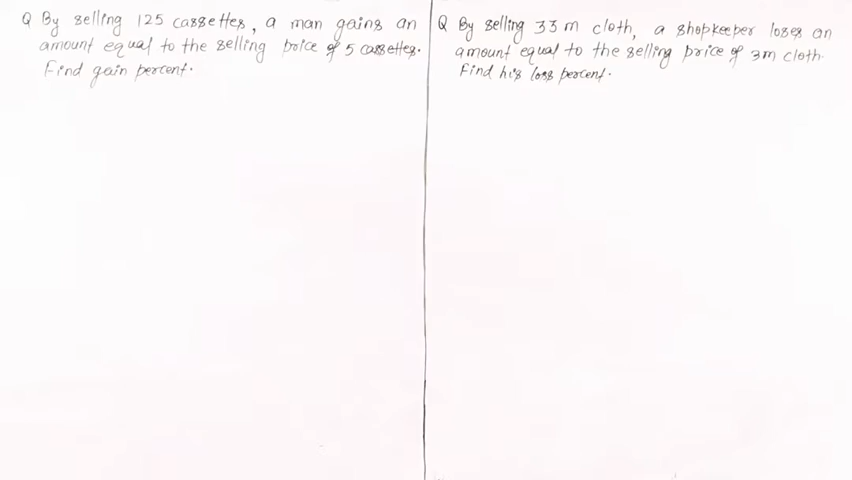 Q By selling 125 cassettes, a man gains an
amount equal to the selling price of 5 cassettes.
Find gain percent.
Q By selling 33 m cloth, a shopkeeper loses an
amount equal to the selling price of 3m cloth.
Find his loss percent.